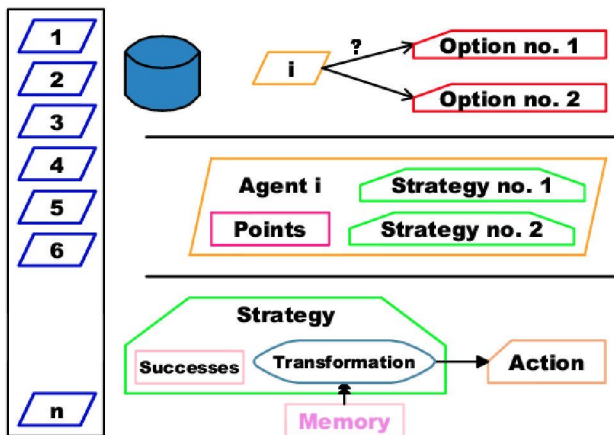 1
2
3
4
5
6
n
i
?
Option no. 1
Option no. 2
Agent i
Strategy no. 1
Points
Strategy no. 2
Strategy
Successes
Transformation
Action
Memory